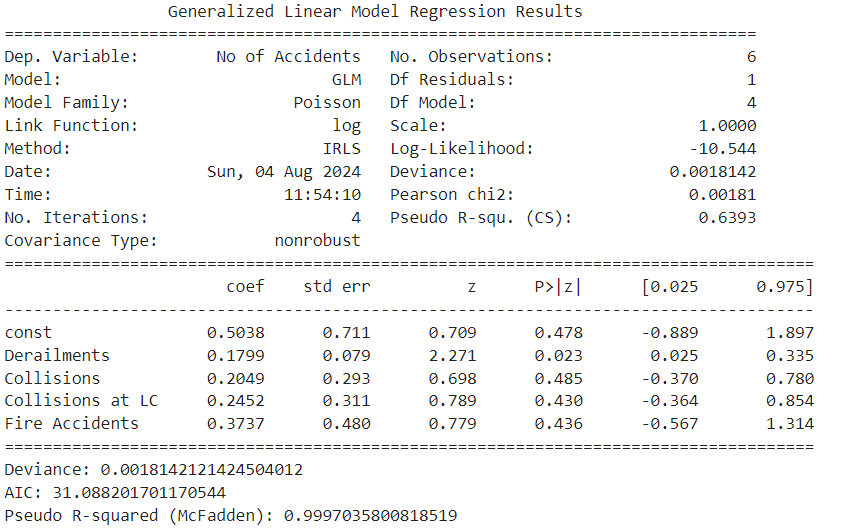 Generalized Linear Model Regression Results
==============================================================================
Dep. Variable: No of Accidents No. Observations: 6
Model: GLM Df Residuals: 1
Model Family: Poisson Df Model: 4
Link Function: log Scale: 1.0000
Method: IRLS Log-Likelihood: -10.544
Date: Sun, 04 Aug 2024 Deviance: 0.0018142
Time: 11:54:10 Pearson chi2: 0.00181
No. Iterations: 4 Pseudo R-squ. (CS): 0.6393
Covariance Type: nonrobust
====================================================================================
coef std err z P>|z| [0.025 0.975]
------------------------------------------------------------------------------------
const 0.5038 0.711 0.709 0.478 -0.889 1.897
Derailments 0.1799 0.079 2.271 0.023 0.025 0.335
Collisions 0.2049 0.293 0.698 0.485 -0.370 0.780
Collisions at LC 0.2452 0.311 0.789 0.430 -0.364 0.854
Fire Accidents 0.3737 0.480 0.779 0.436 -0.567 1.314
====================================================================================
Deviance: 0.0018142121424504012
AIC: 31.088201701170544
Pseudo R-squared (McFadden): 0.9997035800818519